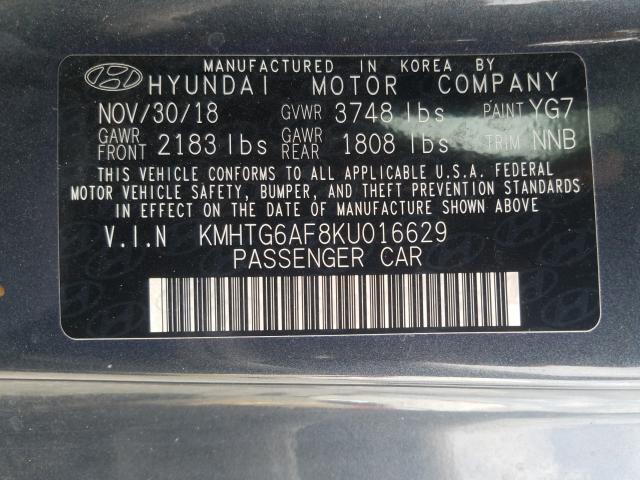 MANUFACTURED IN KOREA BY
HYUNDAI MOTOR COMPANY
NOV/30/18 GVWR 3748 lbs PAINT YG7
GAWR FRONT 2183 lbs GAWR REAR 1808 lbs TRIM NNB
THIS VEHICLE CONFORMS TO ALL APPLICABLE U.S.A. FEDERAL
MOTOR VEHICLE SAFETY, BUMPER, AND THEFT PREVENTION STANDARDS
IN EFFECT ON THE DATE OF MANUFACTURE SHOWN ABOVE.
V.I.N KMHTG6AF8KU016629
PASSENGER CAR